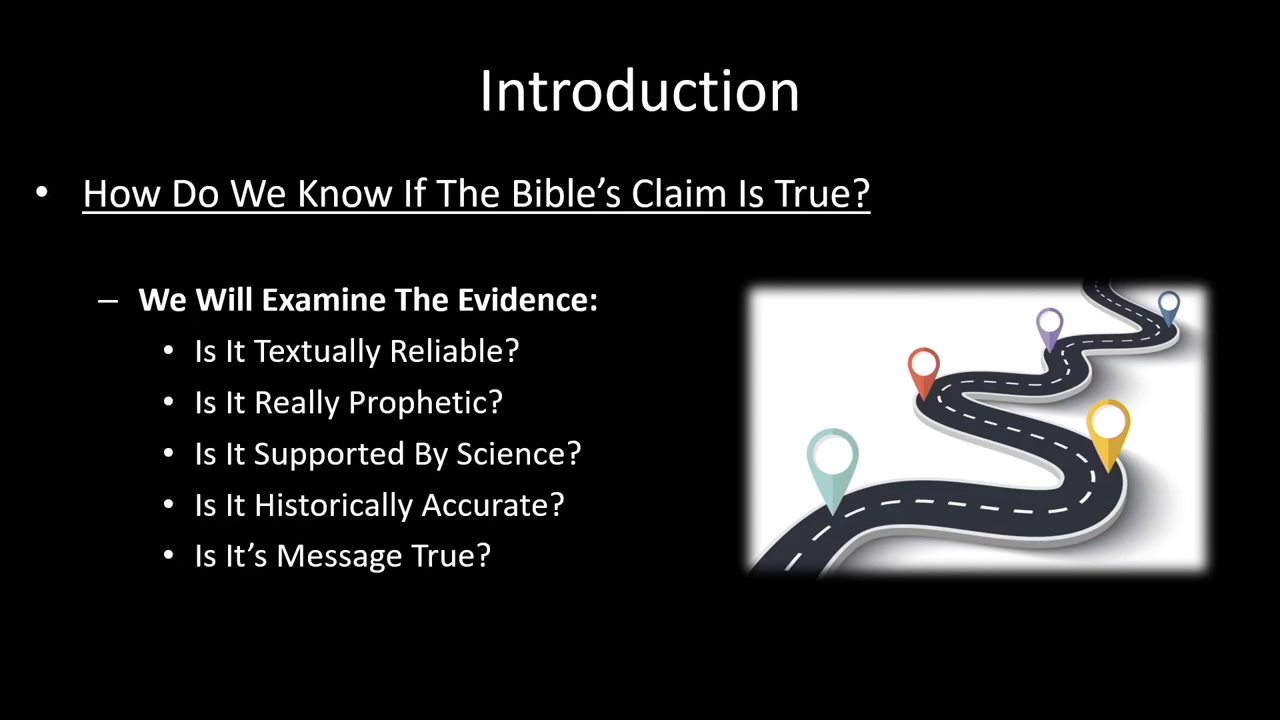 Introduction
• How Do We Know If The Bible’s Claim Is True?
– We Will Examine The Evidence:
• Is It Textually Reliable?
• Is It Really Prophetic?
• Is It Supported By Science?
• Is It Historically Accurate?
• Is It’s Message True?